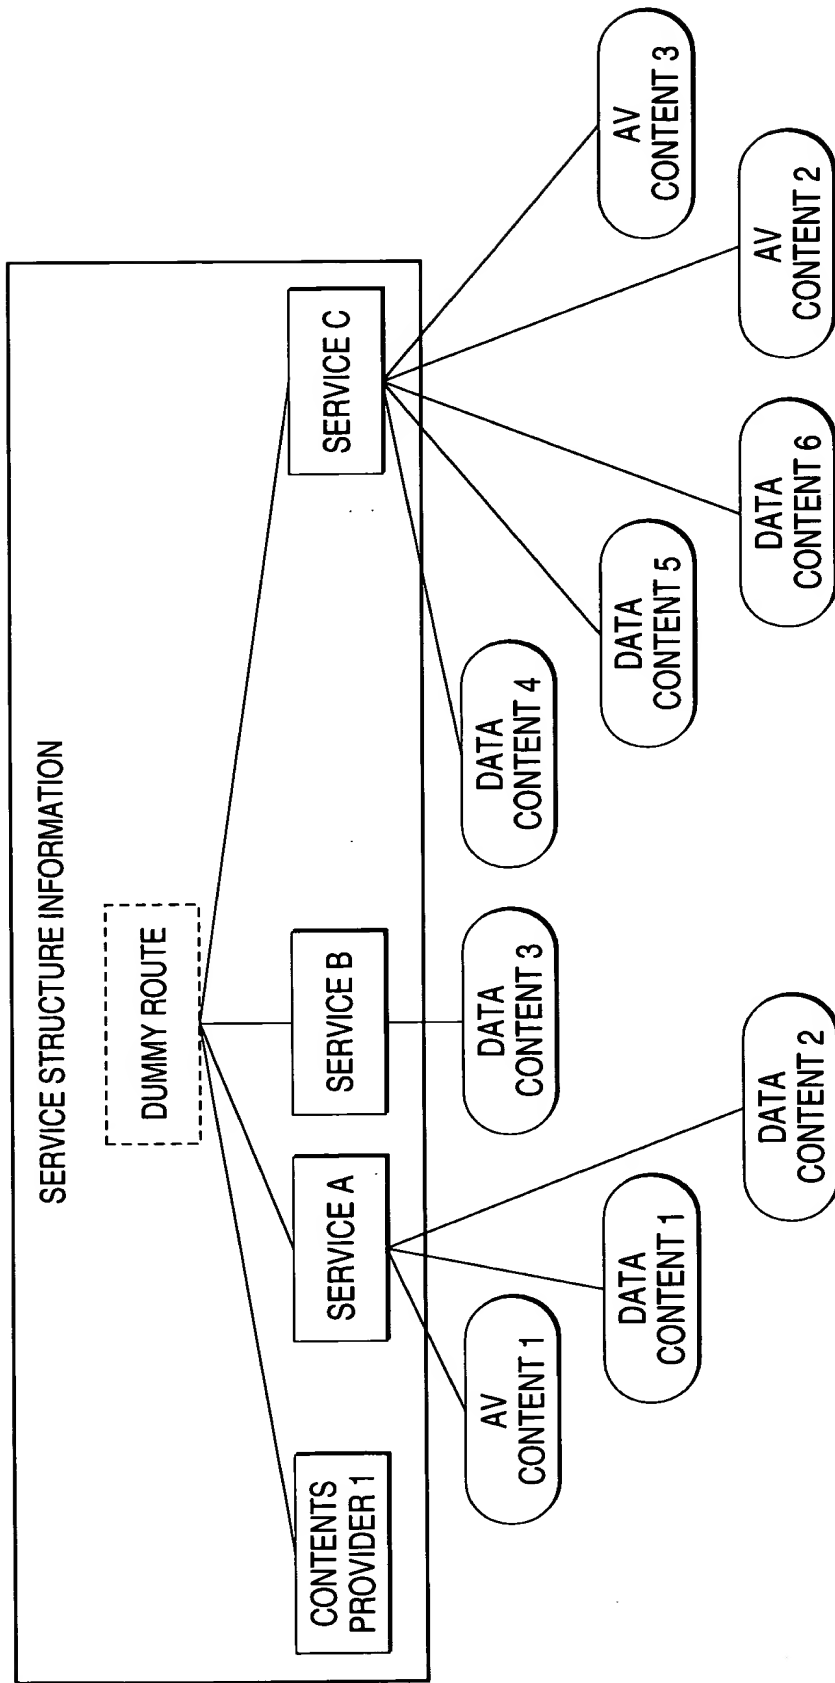 SERVICE STRUCTURE INFORMATION
DUMMY ROUTE
CONTENTS
PROVIDER 1
SERVICE A
SERVICE B
SERVICE C
AV
CONTENT 1
DATA
CONTENT 1
DATA
CONTENT 2
DATA
CONTENT 3
DATA
CONTENT 4
DATA
CONTENT 5
DATA
CONTENT 6
AV
CONTENT 2
AV
CONTENT 3